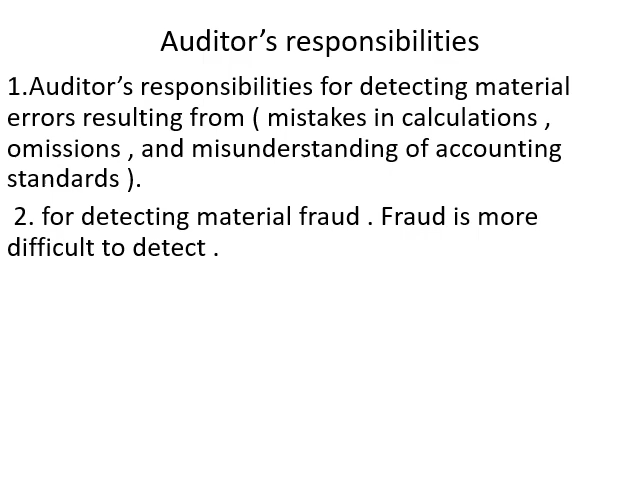 Auditor’s responsibilities
1.Auditor’s responsibilities for detecting material
errors resulting from ( mistakes in calculations ,
omissions , and misunderstanding of accounting
standards ).
2. for detecting material fraud . Fraud is more
difficult to detect .